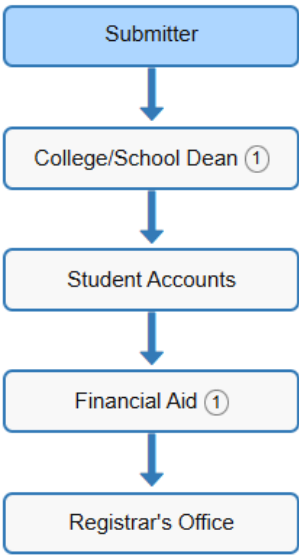 Submitter
College/School Dean 1
Student Accounts
Financial Aid 1
Registrar's Office